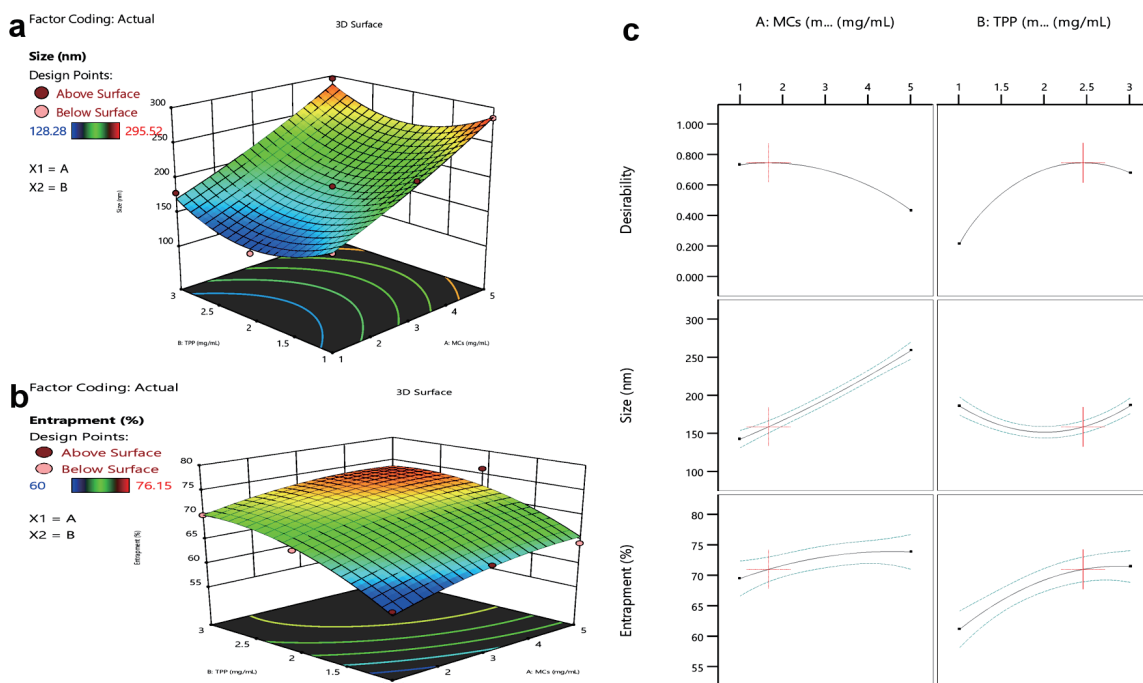 a
Factor Coding: Actual
3D Surface
Size (nm)
Design Points:
Above Surface
Below Surface
128.28 295.52
X1 = A
X2 = B
300
250
200
150
100
Size (nm)
3
2.5
2
1.5
1
1
2
3
4
5
B: TPP (mg/mL)
A: MCs (mg/mL)
b
Factor Coding: Actual
3D Surface
Entrapment (%)
Design Points:
Above Surface
Below Surface
60 76.15
X1 = A
X2 = B
80
75
70
65
60
55
Entrapment (%)
3
2.5
2
1.5
2
3
4
5
B: TPP (mg/mL)
A: MCs (mg/mL)
c
A: MCs (m... (mg/mL) B: TPP (m... (mg/mL)
1 2 3 4 5 1 1.5 2 2.5 3
Desirability
1.000
0.800
0.600
0.400
0.200
0.000
Size (nm)
300
250
200
150
100
Entrapment (%)
75
70
65
60
55